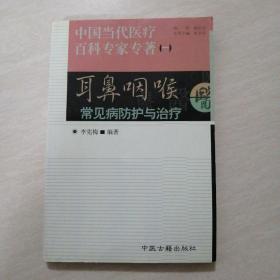 中国当代医疗
百科专家专著(一)
耳鼻咽喉
常见病防护与治疗
李宪梅■编著
中医古籍出版社